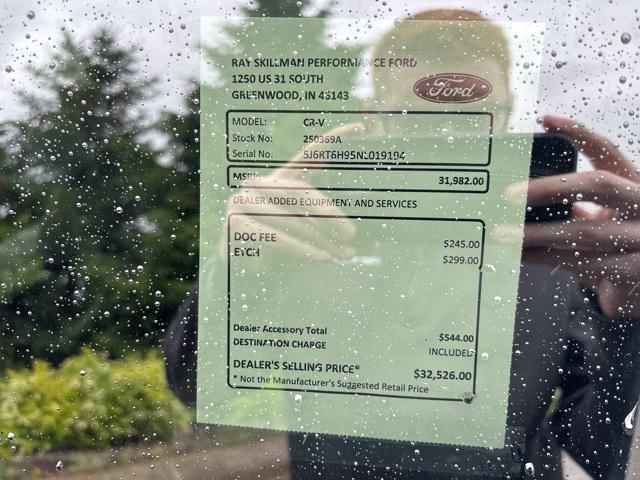 RAY SKILLMAN PERFORMANCE FORD
1250 US 31 SOUTH
GREENWOOD, IN 46143
Ford
MODEL: CR-V
Stock No: 250369A
Serial No: 5J6RT6H95NL019194
MSRP: 31,982.00
DEALER ADDED EQUIPMENT AND SERVICES
DOC FEE $245.00
ETCH $299.00
Dealer Accessory Total $544.00
DESTINATION CHARGE INCLUDED
DEALER'S SELLING PRICE* $32,526.00
* Not the Manufacturer's Suggested Retail Price